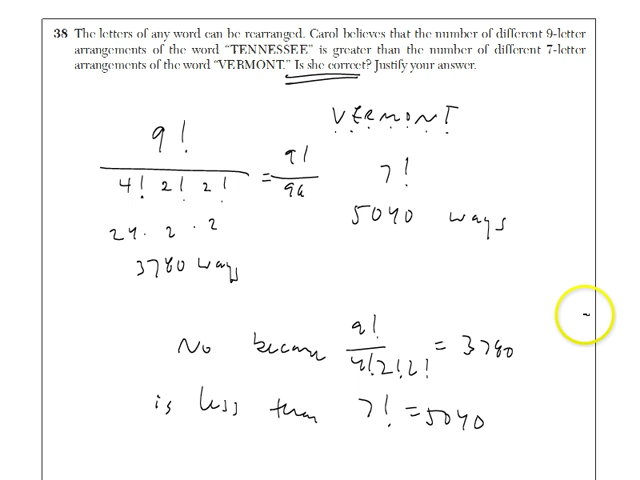 38 The letters of any word can be rearranged. Carol believes that the number of different 9-letter
arrangements of the word “TENNESSEE” is greater than the number of different 7-letter
arrangements of the word “VERMONT.” Is she correct? Justify your answer.
VERMONT
9!
4! 2! 2!
= 9!
96
7!
24 . 2 . 2
5040 ways
3780 ways
No because 9! / 4!2!2! = 3780
is less than 7! = 5040